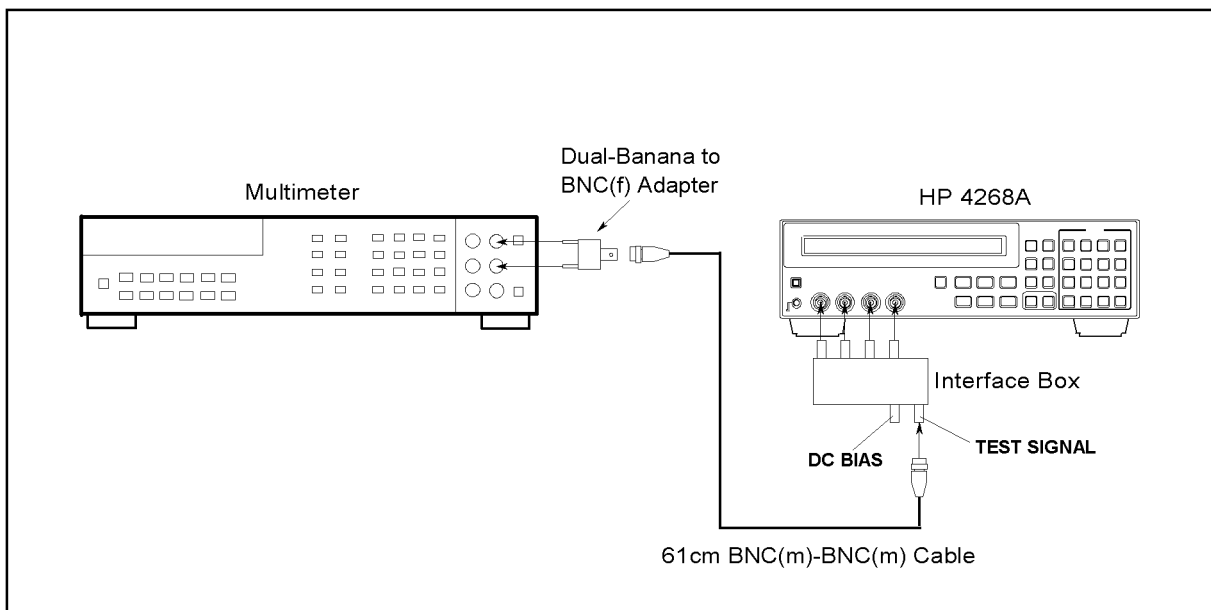 Dual-Banana to
BNC(f) Adapter
Multimeter
HP 4268A
Interface Box
DC BIAS
TEST SIGNAL
61cm BNC(m)-BNC(m) Cable